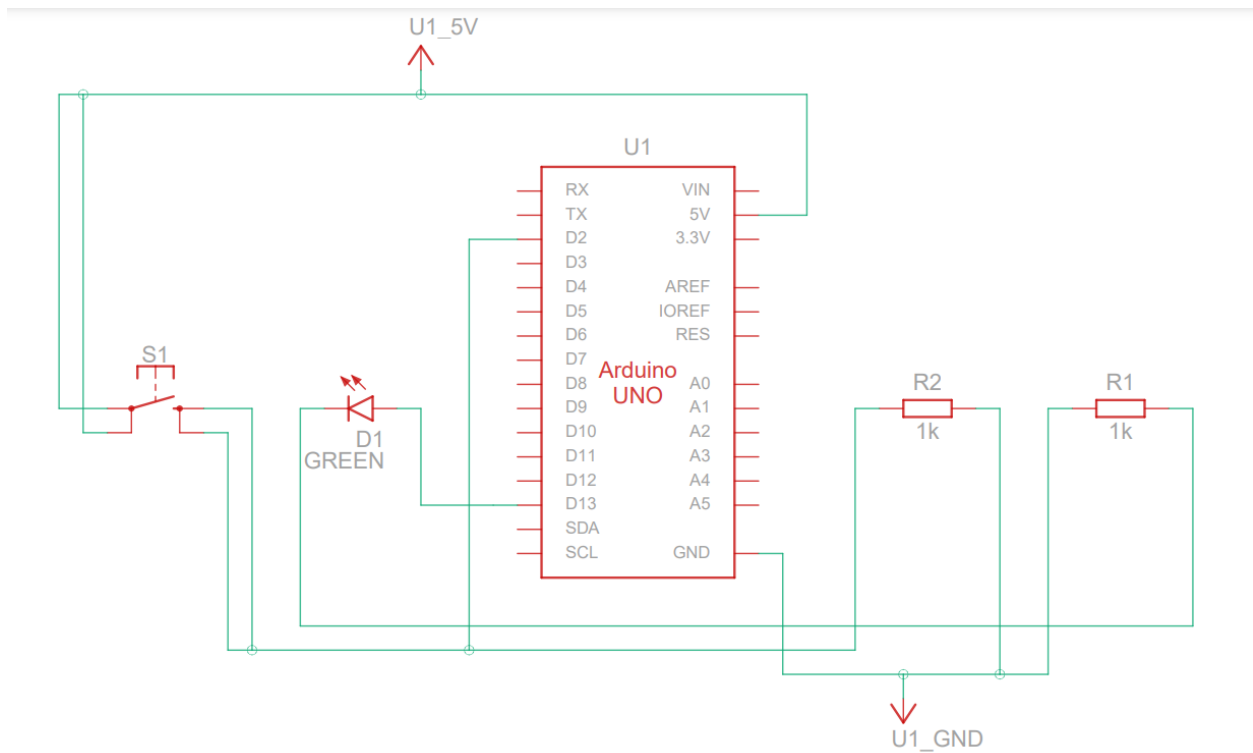 U1_5V
U1
RX VIN
TX 5V
D2 3.3V
D3
D4 AREF
D5 IOREF
D6 RES
D7
S1
Arduino
UNO
D8 A0
D9 A1
D10 A2
D11 A3
D12 A4
D13 A5
SDA
SCL GND
D1
GREEN
R2
1k
R1
1k
U1_GND